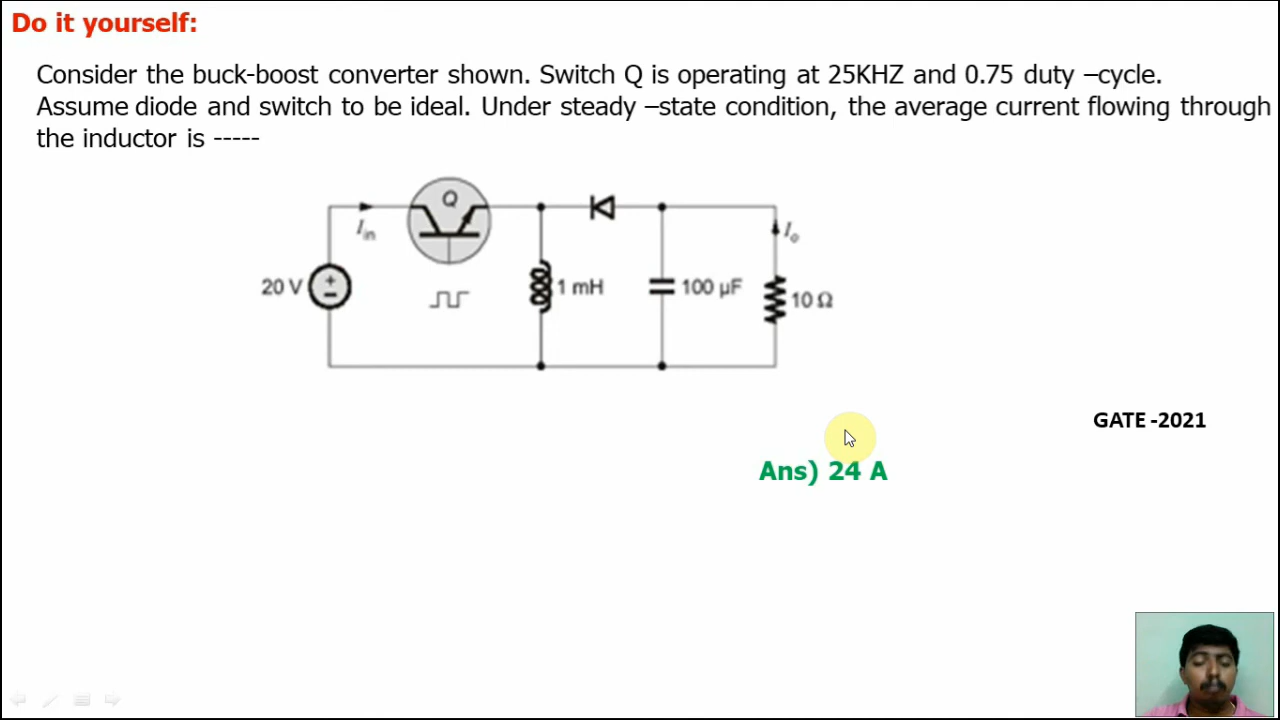 Do it yourself:
Consider the buck-boost converter shown. Switch Q is operating at 25KHZ and 0.75 duty –cycle.
Assume diode and switch to be ideal. Under steady –state condition, the average current flowing through
the inductor is -----
Q
I_in
I_o
20 V
1 mH
100 µF
10 Ω
GATE -2021
Ans) 24 A